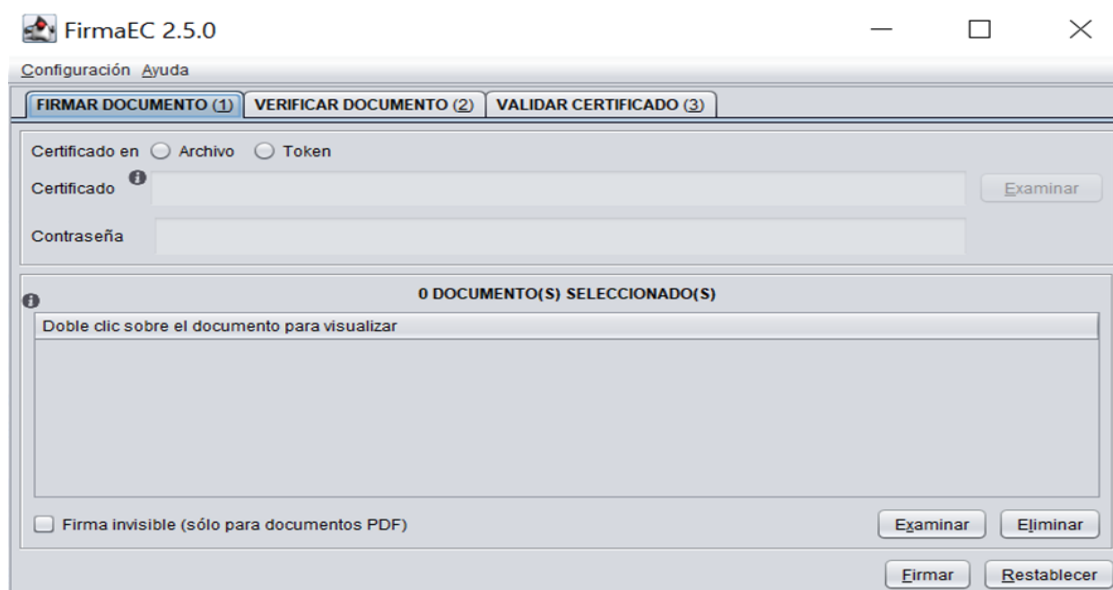 FirmaEC 2.5.0
Configuración Ayuda
FIRMAR DOCUMENTO (1) VERIFICAR DOCUMENTO (2) VALIDAR CERTIFICADO (3)
Certificado en Archivo Token
Certificado Examinar
Contraseña
0 DOCUMENTO(S) SELECCIONADO(S)
Doble clic sobre el documento para visualizar
Firma invisible (sólo para documentos PDF) Examinar Eliminar
Firmar Restablecer